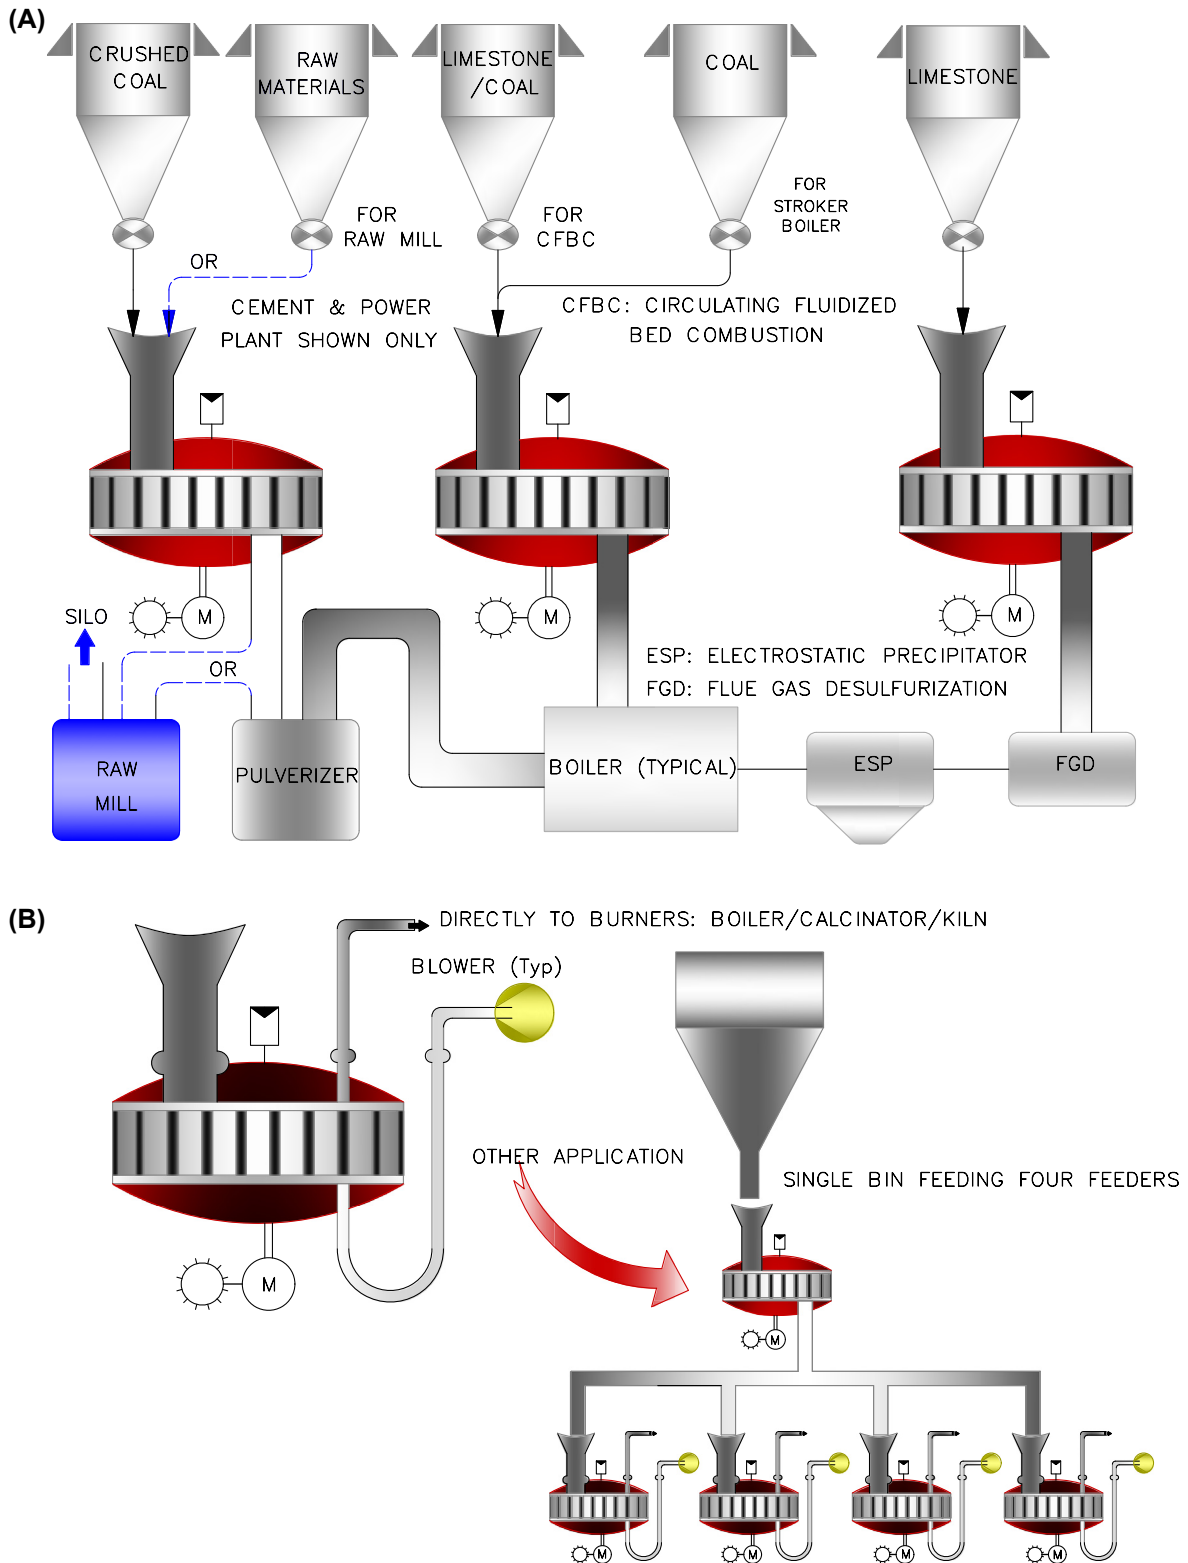 (A)
CRUSHED
COAL
RAW
MATERIALS
LIMESTONE
/COAL
COAL
LIMESTONE
FOR
RAW MILL
FOR
CFBC
FOR
STROKER
BOILER
OR
CEMENT & POWER
PLANT SHOWN ONLY
CFBC: CIRCULATING FLUIDIZED
BED COMBUSTION
M
M
M
SILO
OR
ESP: ELECTROSTATIC PRECIPITATOR
FGD: FLUE GAS DESULFURIZATION
RAW
MILL
PULVERIZER
BOILER (TYPICAL)
ESP
FGD
(B)
DIRECTLY TO BURNERS: BOILER/CALCINATOR/KILN
BLOWER (Typ)
M
OTHER APPLICATION
SINGLE BIN FEEDING FOUR FEEDERS
M
M
M
M
M